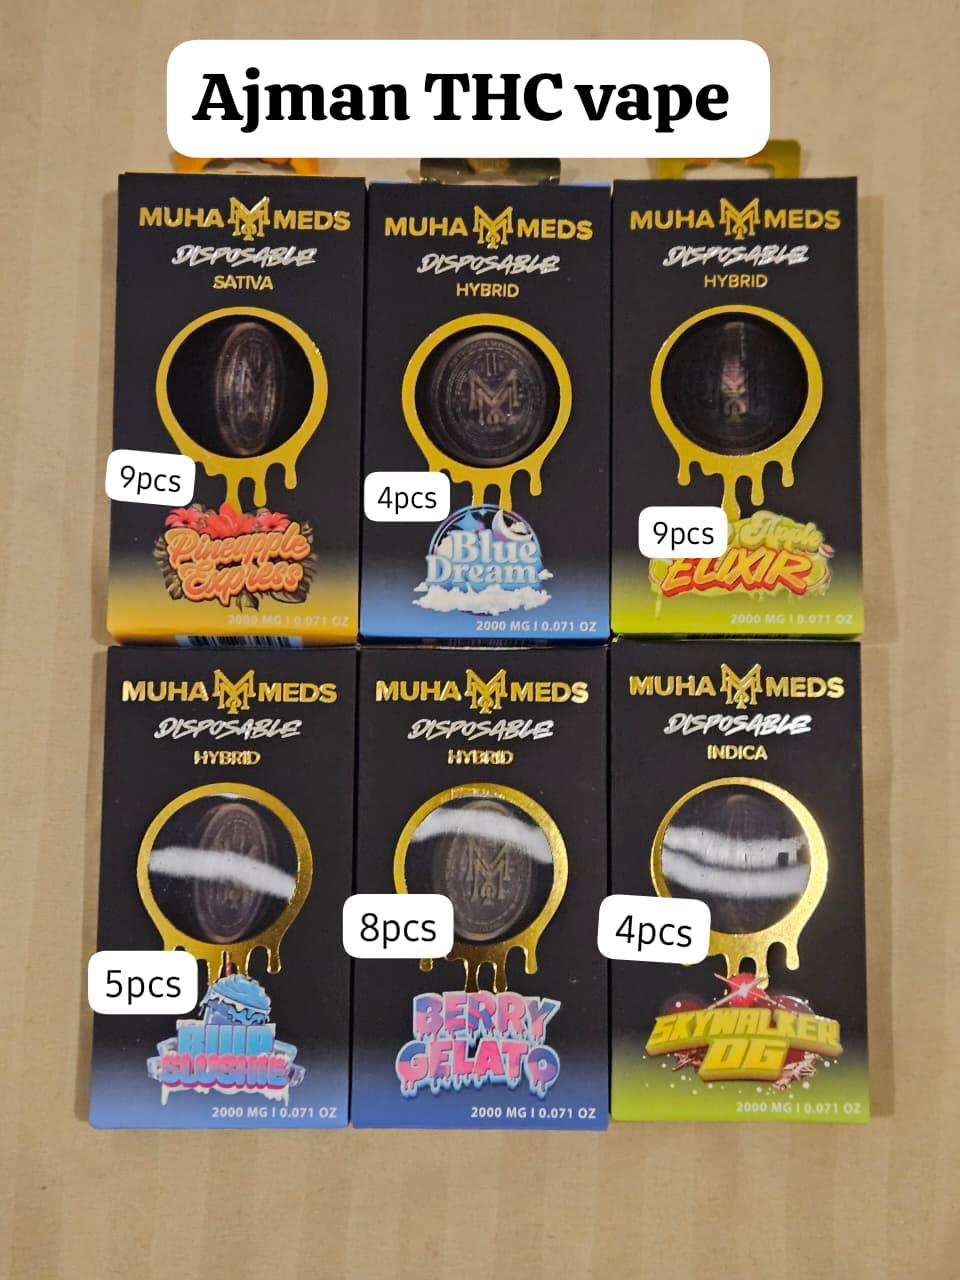 Ajman THC vape
MUHA MEDS
DISPOSABLE
SATIVA
9pcs
Pineapple
Express
2000 MG | 0.071 OZ
MUHA MEDS
DISPOSABLE
HYBRID
4pcs
Blue
Dream
2000 MG | 0.071 OZ
MUHA MEDS
DISPOSABLE
HYBRID
9pcs
Apple
ELIXIR
2000 MG | 0.071 OZ
MUHA MEDS
DISPOSABLE
HYBRID
5pcs
BLUE
SLUSHIE
2000 MG | 0.071 OZ
MUHA MEDS
DISPOSABLE
HYBRID
8pcs
BERRY
GELATO
2000 MG | 0.071 OZ
MUHA MEDS
DISPOSABLE
INDICA
4pcs
SKYWALKER
OG
2000 MG | 0.071 OZ